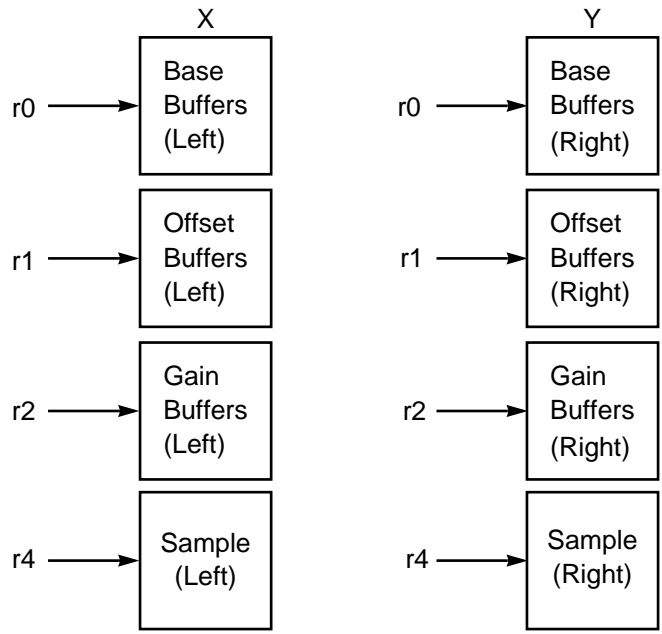 X
Y
r0
Base
Buffers
(Left)
r0
Base
Buffers
(Right)
r1
Offset
Buffers
(Left)
r1
Offset
Buffers
(Right)
r2
Gain
Buffers
(Left)
r2
Gain
Buffers
(Right)
r4
Sample
(Left)
r4
Sample
(Right)